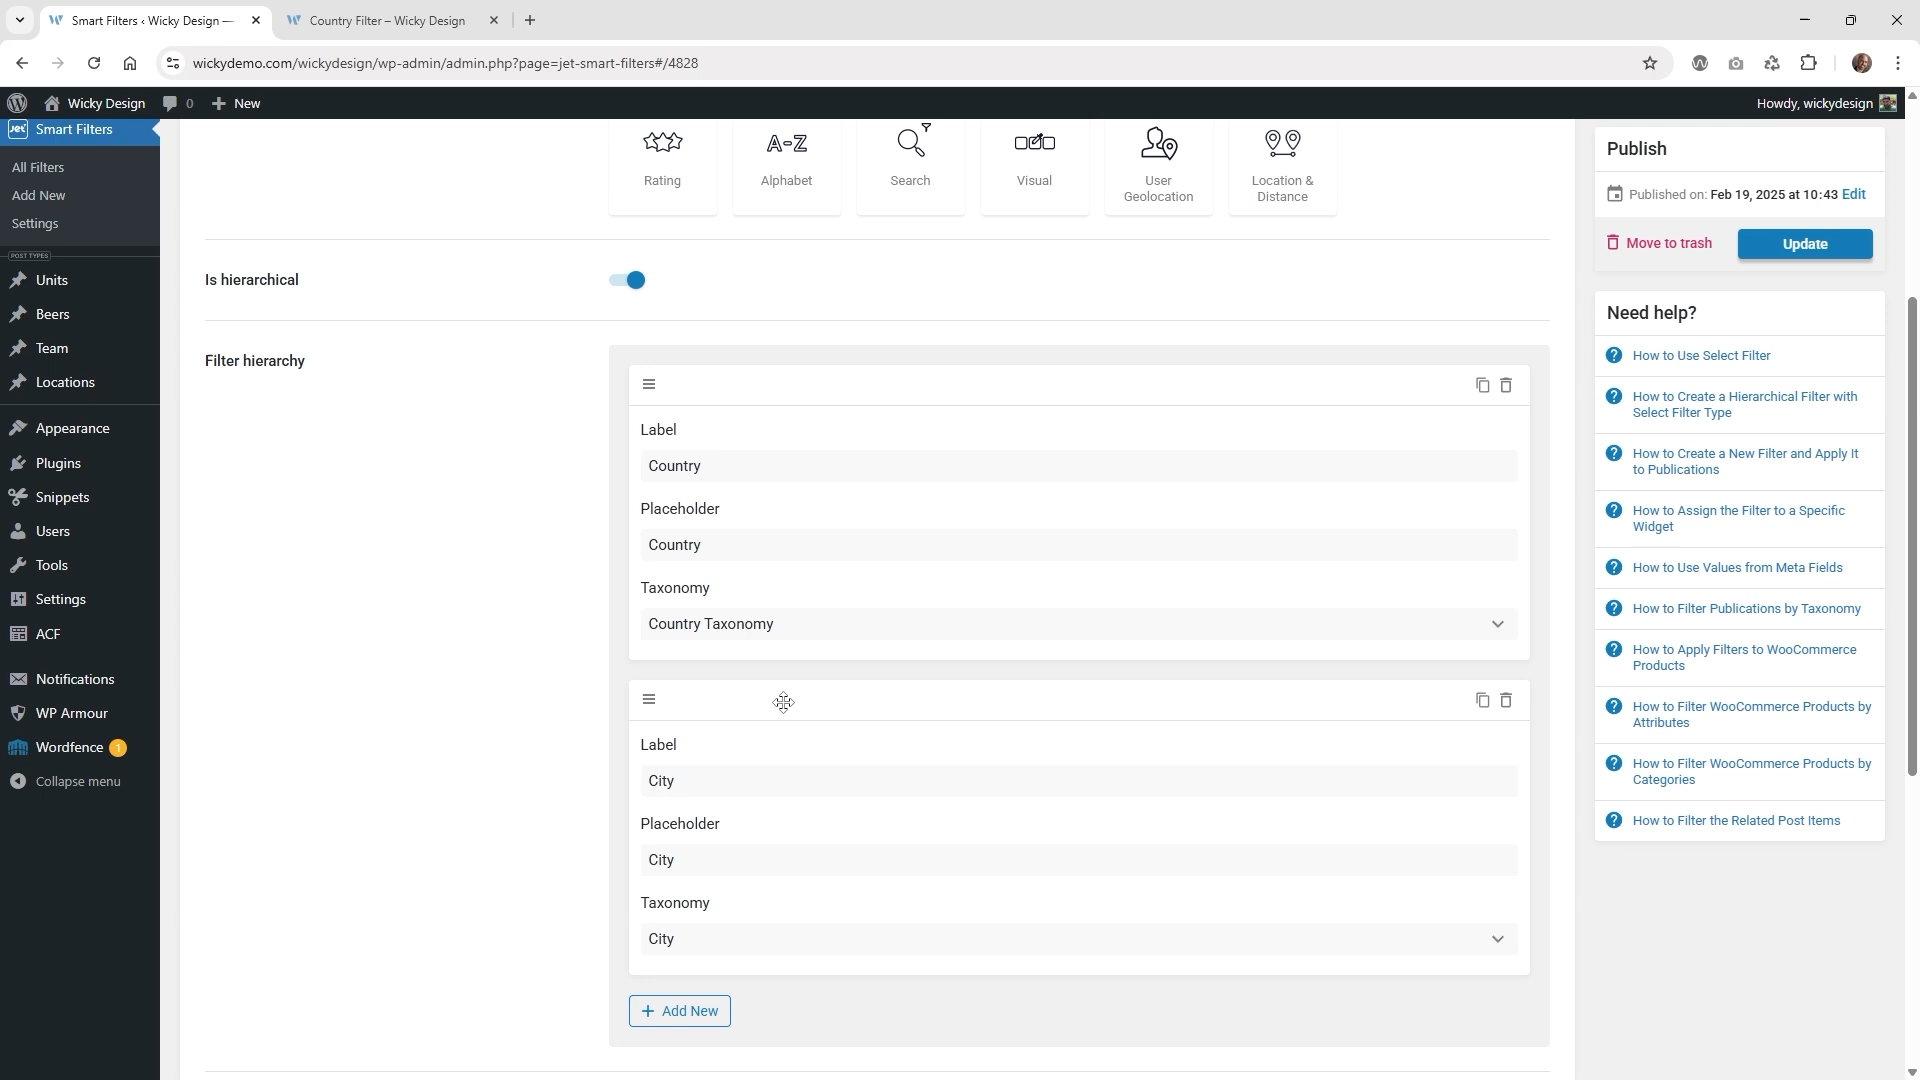 Smart Filters ‹ Wicky Design —
Country Filter – Wicky Design
wickydemo.com/wickydesign/wp-admin/admin.php?page=jet-smart-filters#/4828
Wicky Design
0
New
Howdy, wickydesign
Jet
Smart Filters
All Filters
Add New
Settings
POST TYPES
Units
Beers
Team
Locations
Appearance
Plugins
Snippets
Users
Tools
Settings
ACF
Notifications
WP Armour
Wordfence 1
Collapse menu
Rating
A-Z
Alphabet
Search
Visual
User
Geolocation
Location &
Distance
Is hierarchical
Filter hierarchy
Label
Country
Placeholder
Country
Taxonomy
Country Taxonomy
Label
City
Placeholder
City
Taxonomy
City
Add New
Publish
Published on: Feb 19, 2025 at 10:43 Edit
Move to trash
Update
Need help?
How to Use Select Filter
How to Create a Hierarchical Filter with
Select Filter Type
How to Create a New Filter and Apply It
to Publications
How to Assign the Filter to a Specific
Widget
How to Use Values from Meta Fields
How to Filter Publications by Taxonomy
How to Apply Filters to WooCommerce
Products
How to Filter WooCommerce Products by
Attributes
How to Filter WooCommerce Products by
Categories
How to Filter the Related Post Items